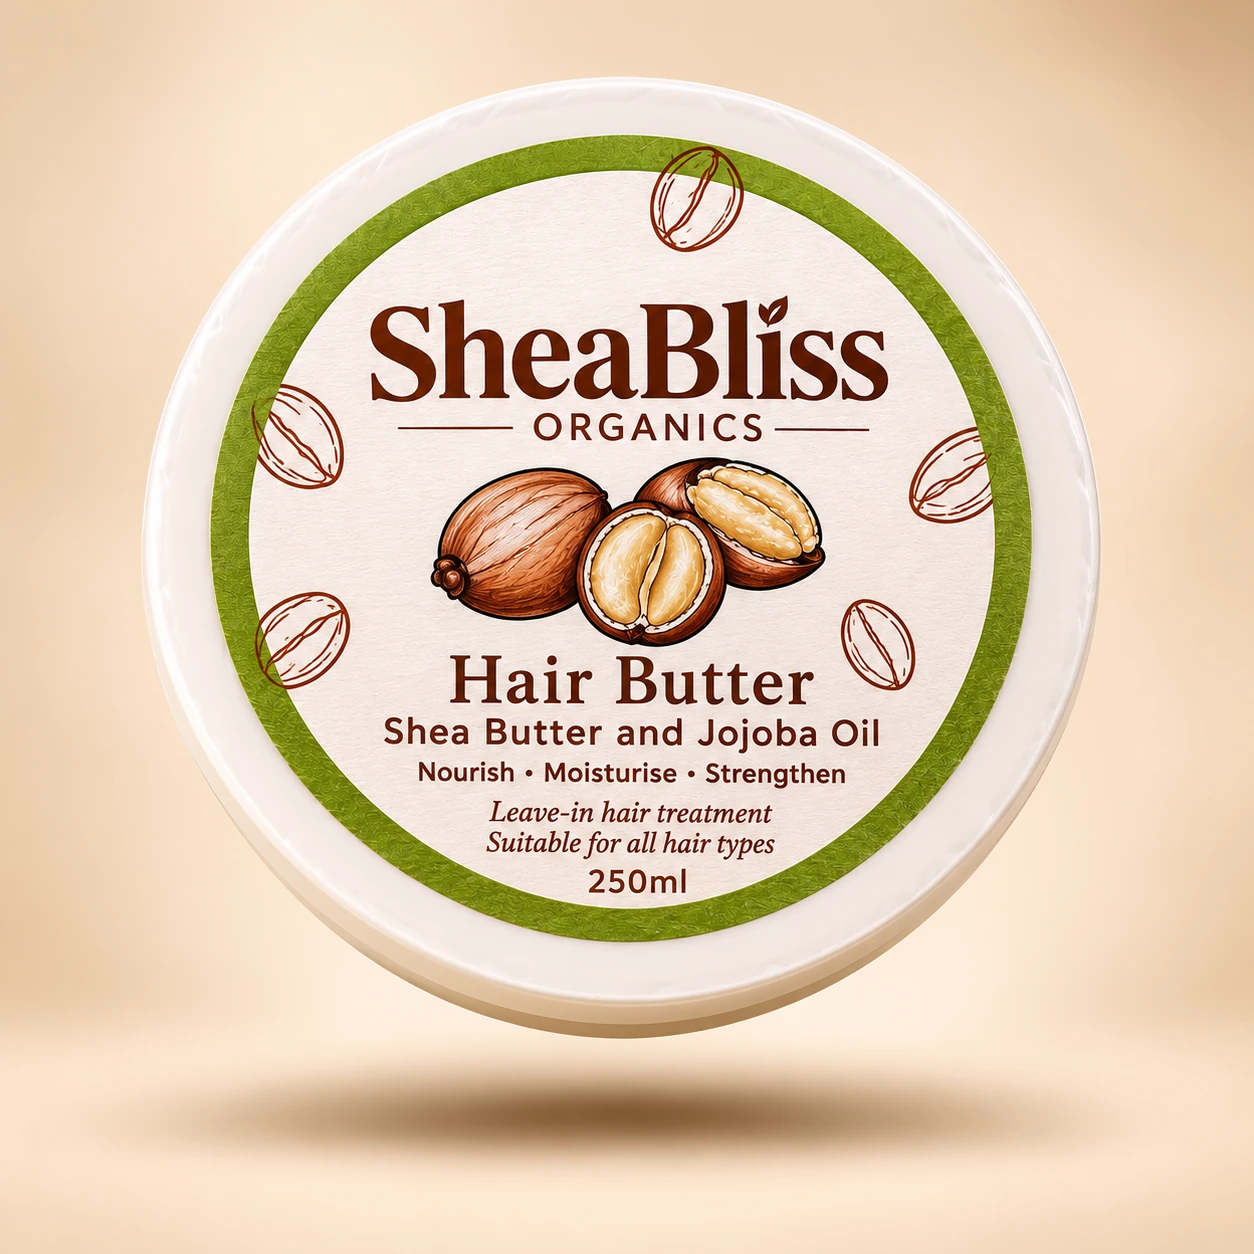 SheaBliss
ORGANICS
Hair Butter
Shea Butter and Jojoba Oil
Nourish • Moisturise • Strengthen
Leave-in hair treatment
Suitable for all hair types
250ml